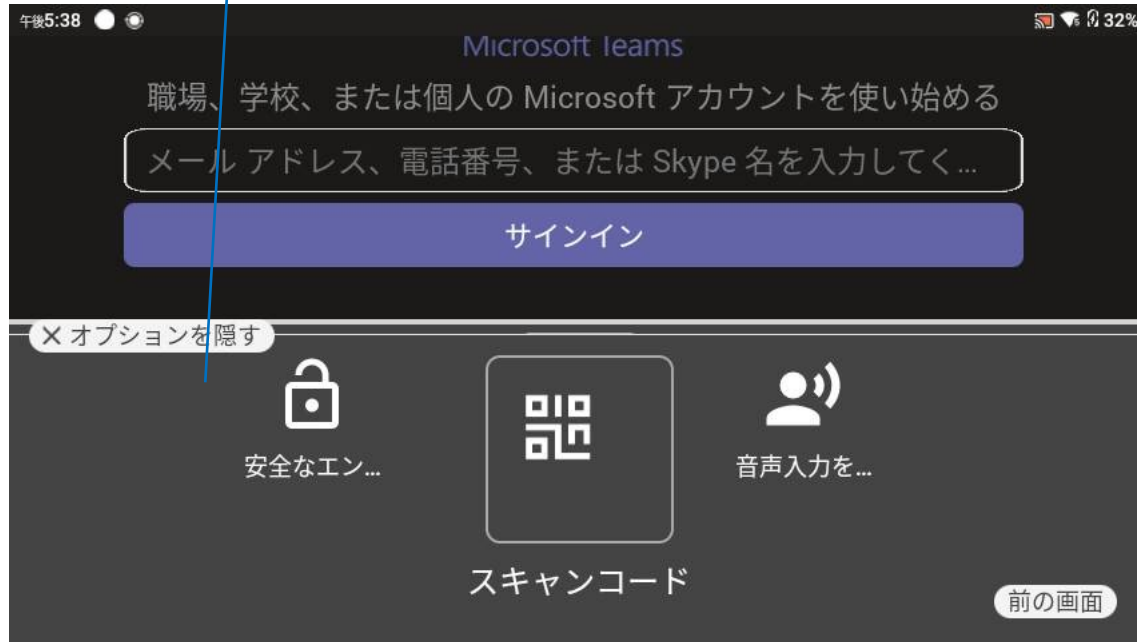 午後5:38
32%
Microsoft Teams
職場、学校、または個人の Microsoft アカウントを使い始める
メール アドレス、電話番号、または Skype 名を入力してく...
サインイン
× オプションを隠す
安全なエン...
音声入力を...
スキャンコード
前の画面